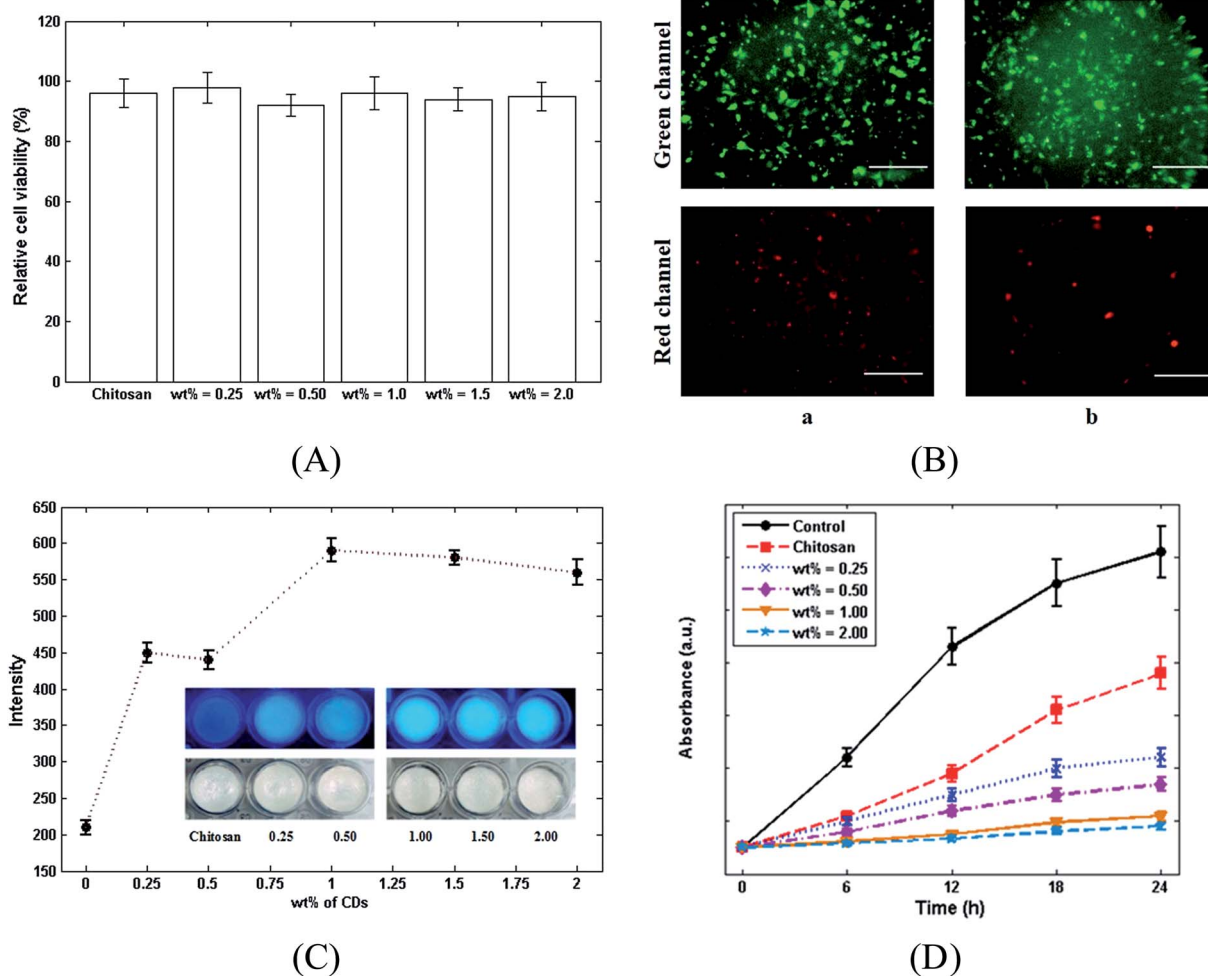 120
100
80
60
40
20
0
Relative cell viability (%)
Chitosan wt% = 0.25 wt% = 0.50 wt% = 1.0 wt% = 1.5 wt% = 2.0
(A)
Green channel
Red channel
a b
(B)
650
600
550
500
450
400
350
300
250
200
150
Intensity
Chitosan 0.25 0.50 1.00 1.50 2.00
0 0.25 0.5 0.75 1 1.25 1.5 1.75 2
wt% of CDs
(C)
Control
Chitosan
wt% = 0.25
wt% = 0.50
wt% = 1.00
wt% = 2.00
Absorbance (a.u.)
0 6 12 18 24
Time (h)
(D)